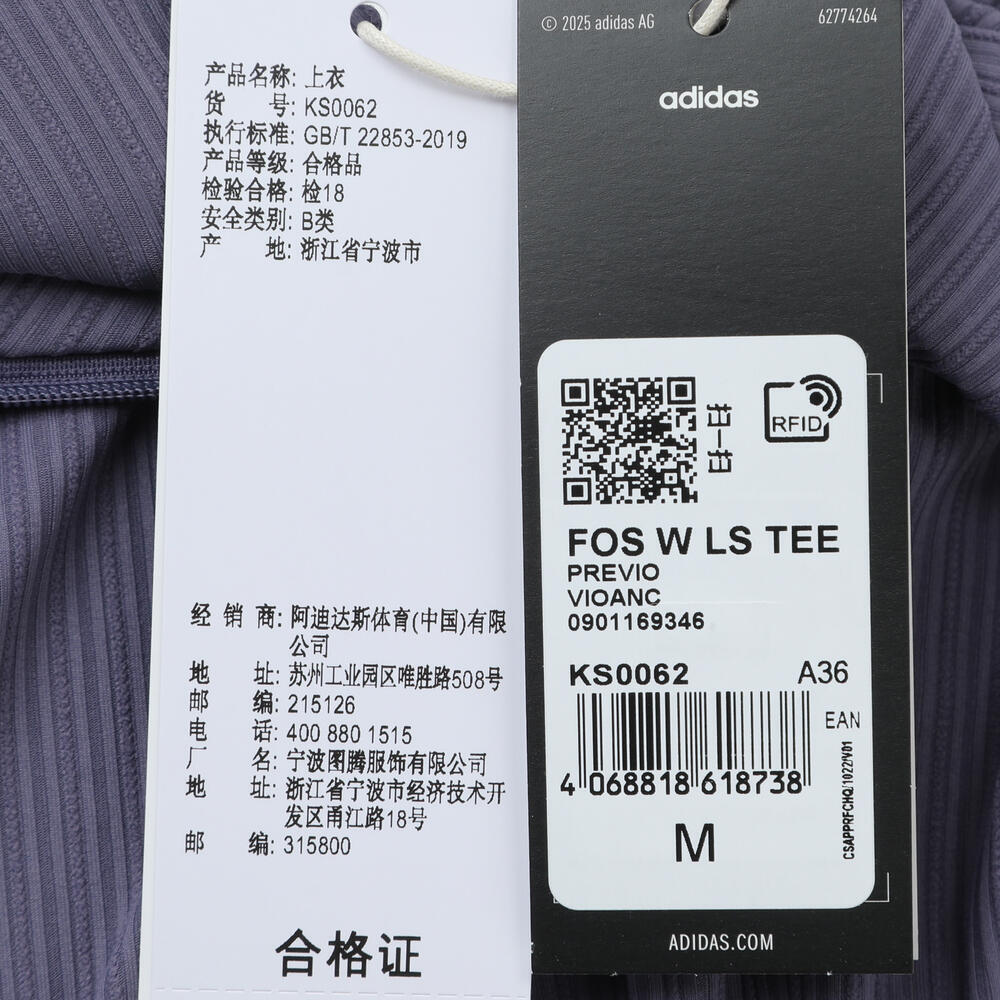 产品名称: 上衣
货 号: KS0062
执行标准: GB/T 22853-2019
产品等级: 合格品
检验合格: 检18
安全类别: B类
产 地: 浙江省宁波市
经 销 商: 阿迪达斯体育(中国)有限
公司
地 址: 苏州工业园区唯胜路508号
邮 编: 215126
电 话: 400 880 1515
厂 名: 宁波图腾服饰有限公司
地 址: 浙江省宁波市经济技术开
发区甬江路18号
邮 编: 315800
合格证
© 2025 adidas AG
62774264
adidas
扫一扫
RFID
FOS W LS TEE
PREVIO
VIOANC
0901169346
KS0062 A36
EAN
4 068818 618738
CSAPPRFCHQ/1022/V01
M
ADIDAS.COM